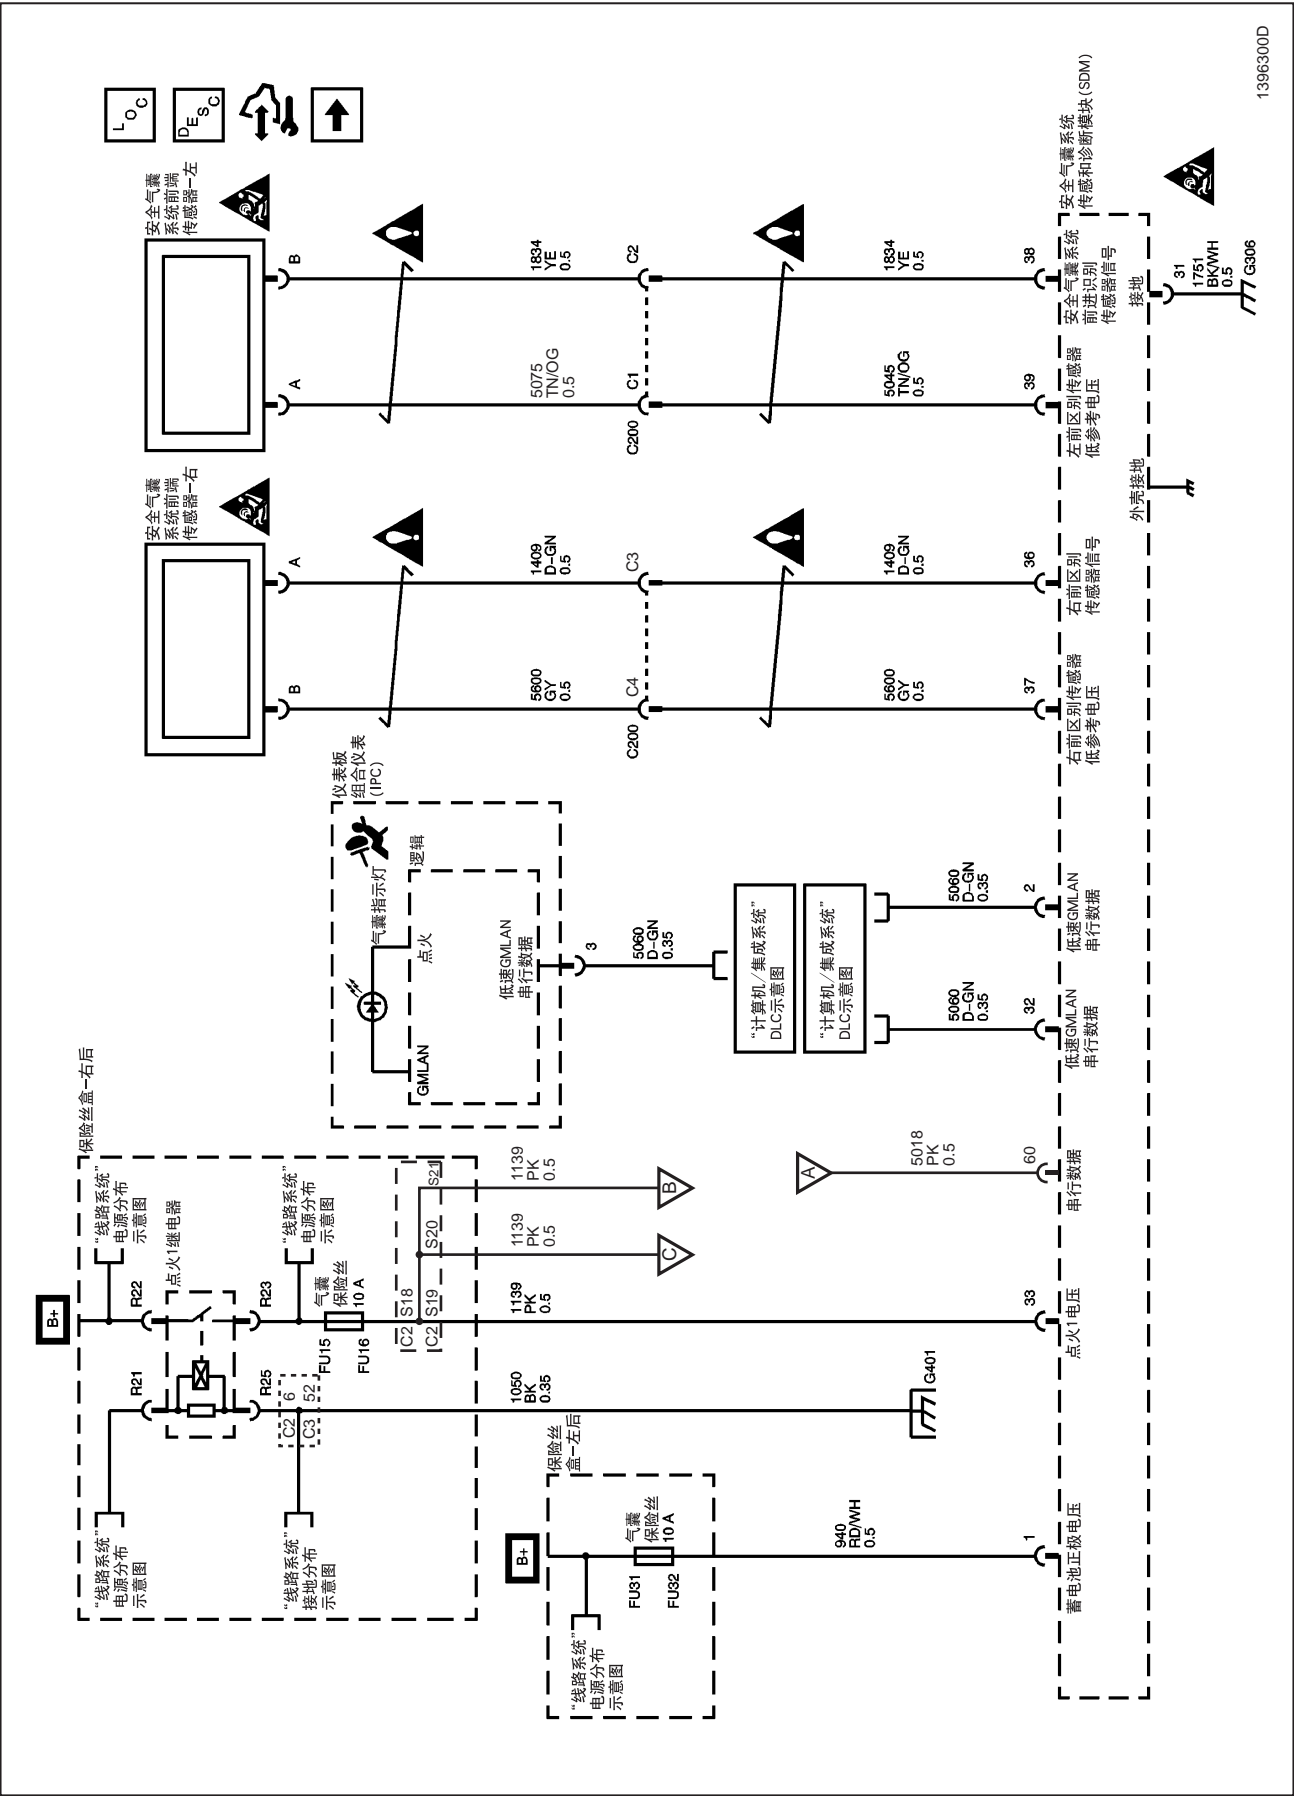 B+
“线路系统”
电源分布
示意图
R21
R22
“线路系统”
电源分布
示意图
保险丝盒–右后
点火1继电器
R25
R23
“线路系统”
接地分布
示意图
C2 6
C3 52
“线路系统”
电源分布
示意图
FU15
FU16
气囊
保险丝
10 A
C2 S18
C2 S19 S20 S21
1050
BK
0.35
1139
PK
0.5
1139
PK
0.5
1139
PK
0.5
C
B
G401
B+
保险丝
盒–左后
“线路系统”
电源分布
示意图
FU31
FU32
气囊
保险丝
10 A
940
RD/WH
0.5
仪表板
组合仪表
(IPC)
气囊指示灯
逻辑
GMLAN
点火
低速GMLAN
串行数据
3
5060
D–GN
0.35
“计算机/集成系统”
DLC示意图
“计算机/集成系统”
DLC示意图
A
5018
PK
0.5
5060
D–GN
0.35
5060
D–GN
0.35
安全气囊
系统前端
传感器–右
B
A
5600
GY
0.5
1409
D–GN
0.5
C200
C4
C3
5600
GY
0.5
1409
D–GN
0.5
安全气囊
系统前端
传感器–左
A
B
5075
TN/OG
0.5
1834
YE
0.5
C200
C1
C2
5045
TN/OG
0.5
1834
YE
0.5
L O C
D E S C
1
33
60
32
2
37
36
39
38
蓄电池正极电压
点火1电压
串行数据
低速GMLAN
串行数据
低速GMLAN
串行数据
右前区别传感器
低参考电压
右前区别
传感器信号
左前区别传感器
低参考电压
安全气囊系统
前进识别
传感器信号
安全气囊系统
传感和诊断模块(SDM)
外壳接地
接地
31
1751
BK/WH
0.5
G306
1396300D